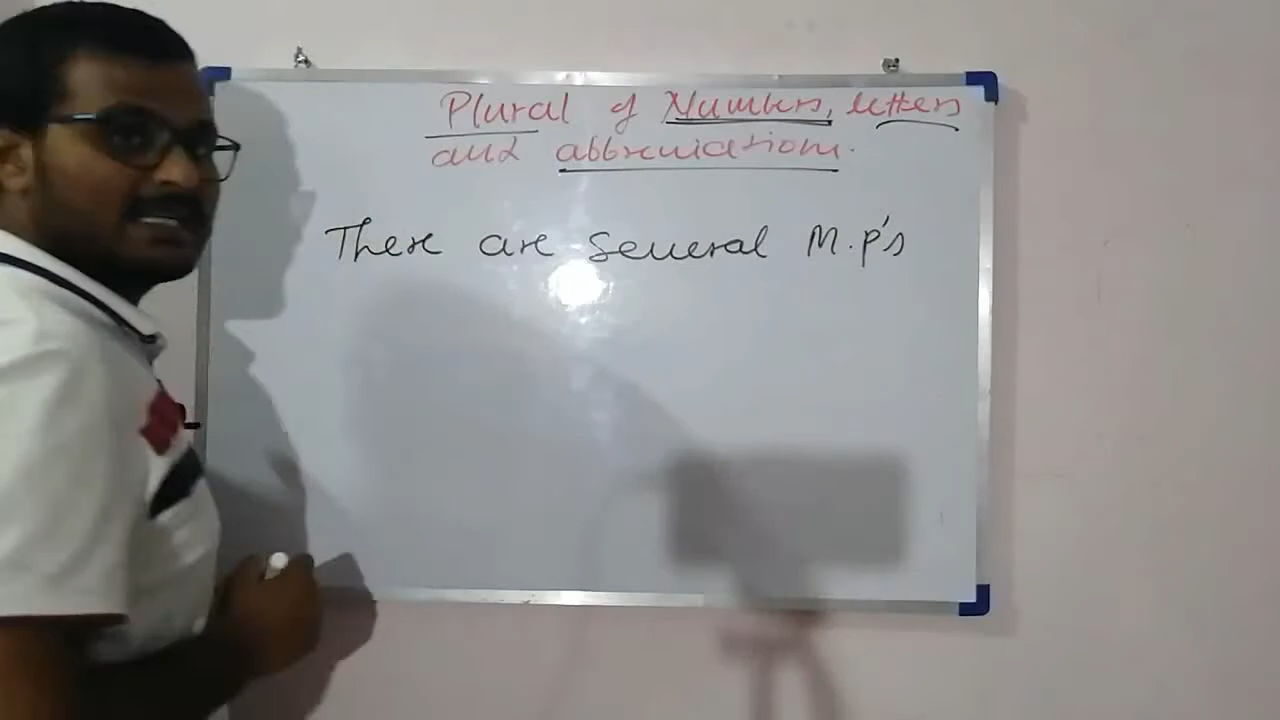 Plural of Numbers, letters
and abbreviations.
There are several M.P's